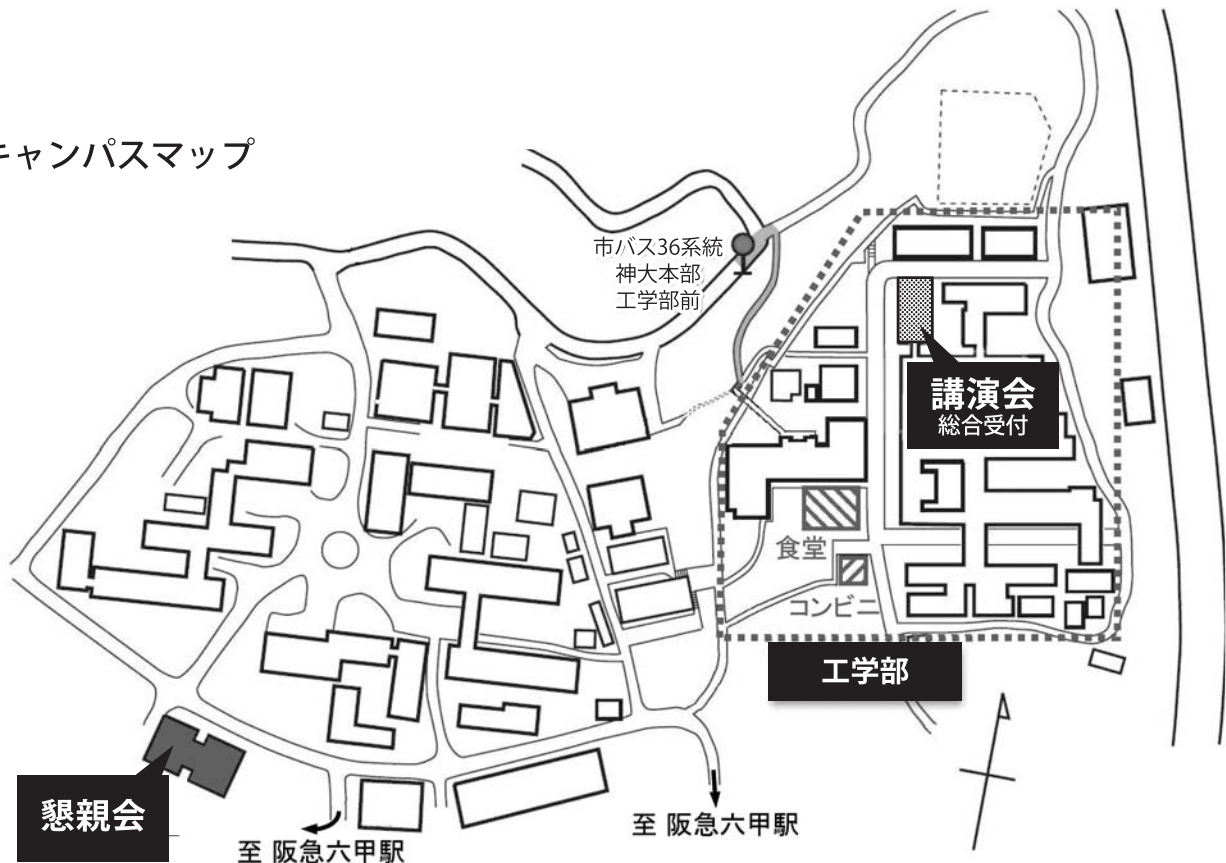 キャンパスマップ
市バス36系統
神大本部
工学部前
講演会
総合受付
食堂
コンビニ
工学部
懇親会
至 阪急六甲駅
至 阪急六甲駅